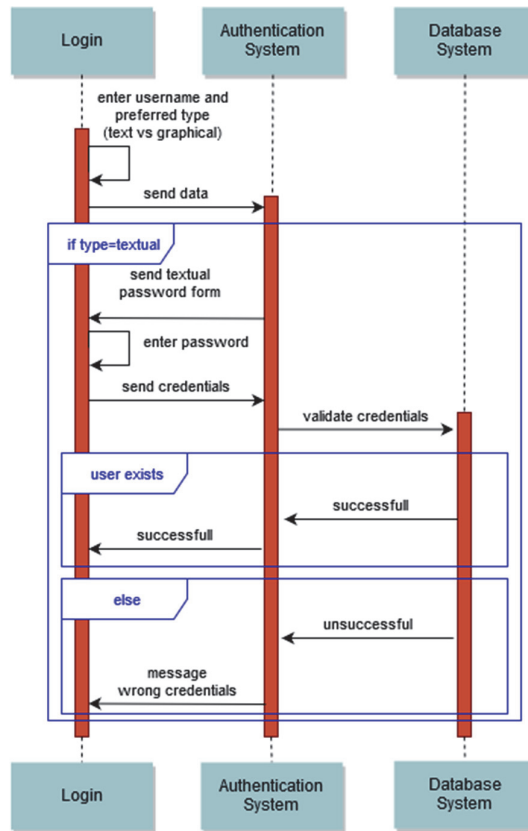 Login
Authentication
System
Database
System
enter username and
preferred type
(text vs graphical)
send data
if type=textual
send textual
password form
enter password
send credentials
validate credentials
user exists
successfull
successfull
else
unsuccessful
message
wrong credentials
Login
Authentication
System
Database
System